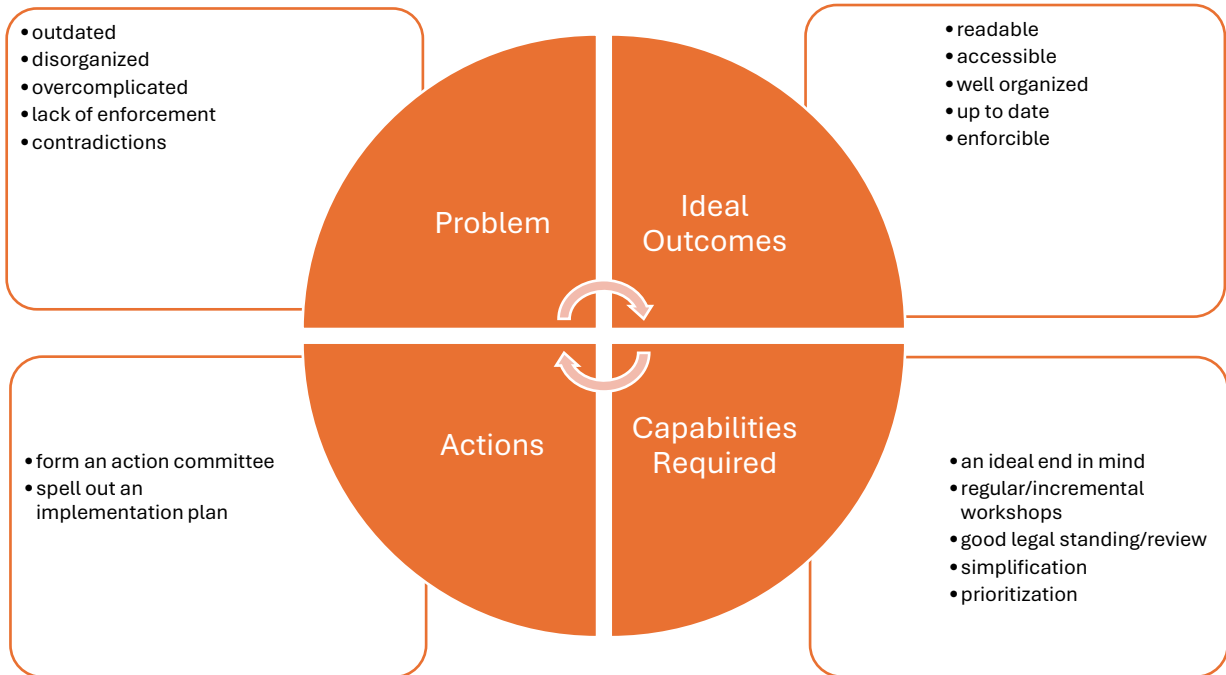 • outdated
• disorganized
• overcomplicated
• lack of enforcement
• contradictions
Problem
Ideal
Outcomes
• readable
• accessible
• well organized
• up to date
• enforcible
• form an action committee
• spell out an
implementation plan
Actions
Capabilities
Required
• an ideal end in mind
• regular/incremental
workshops
• good legal standing/review
• simplification
• prioritization